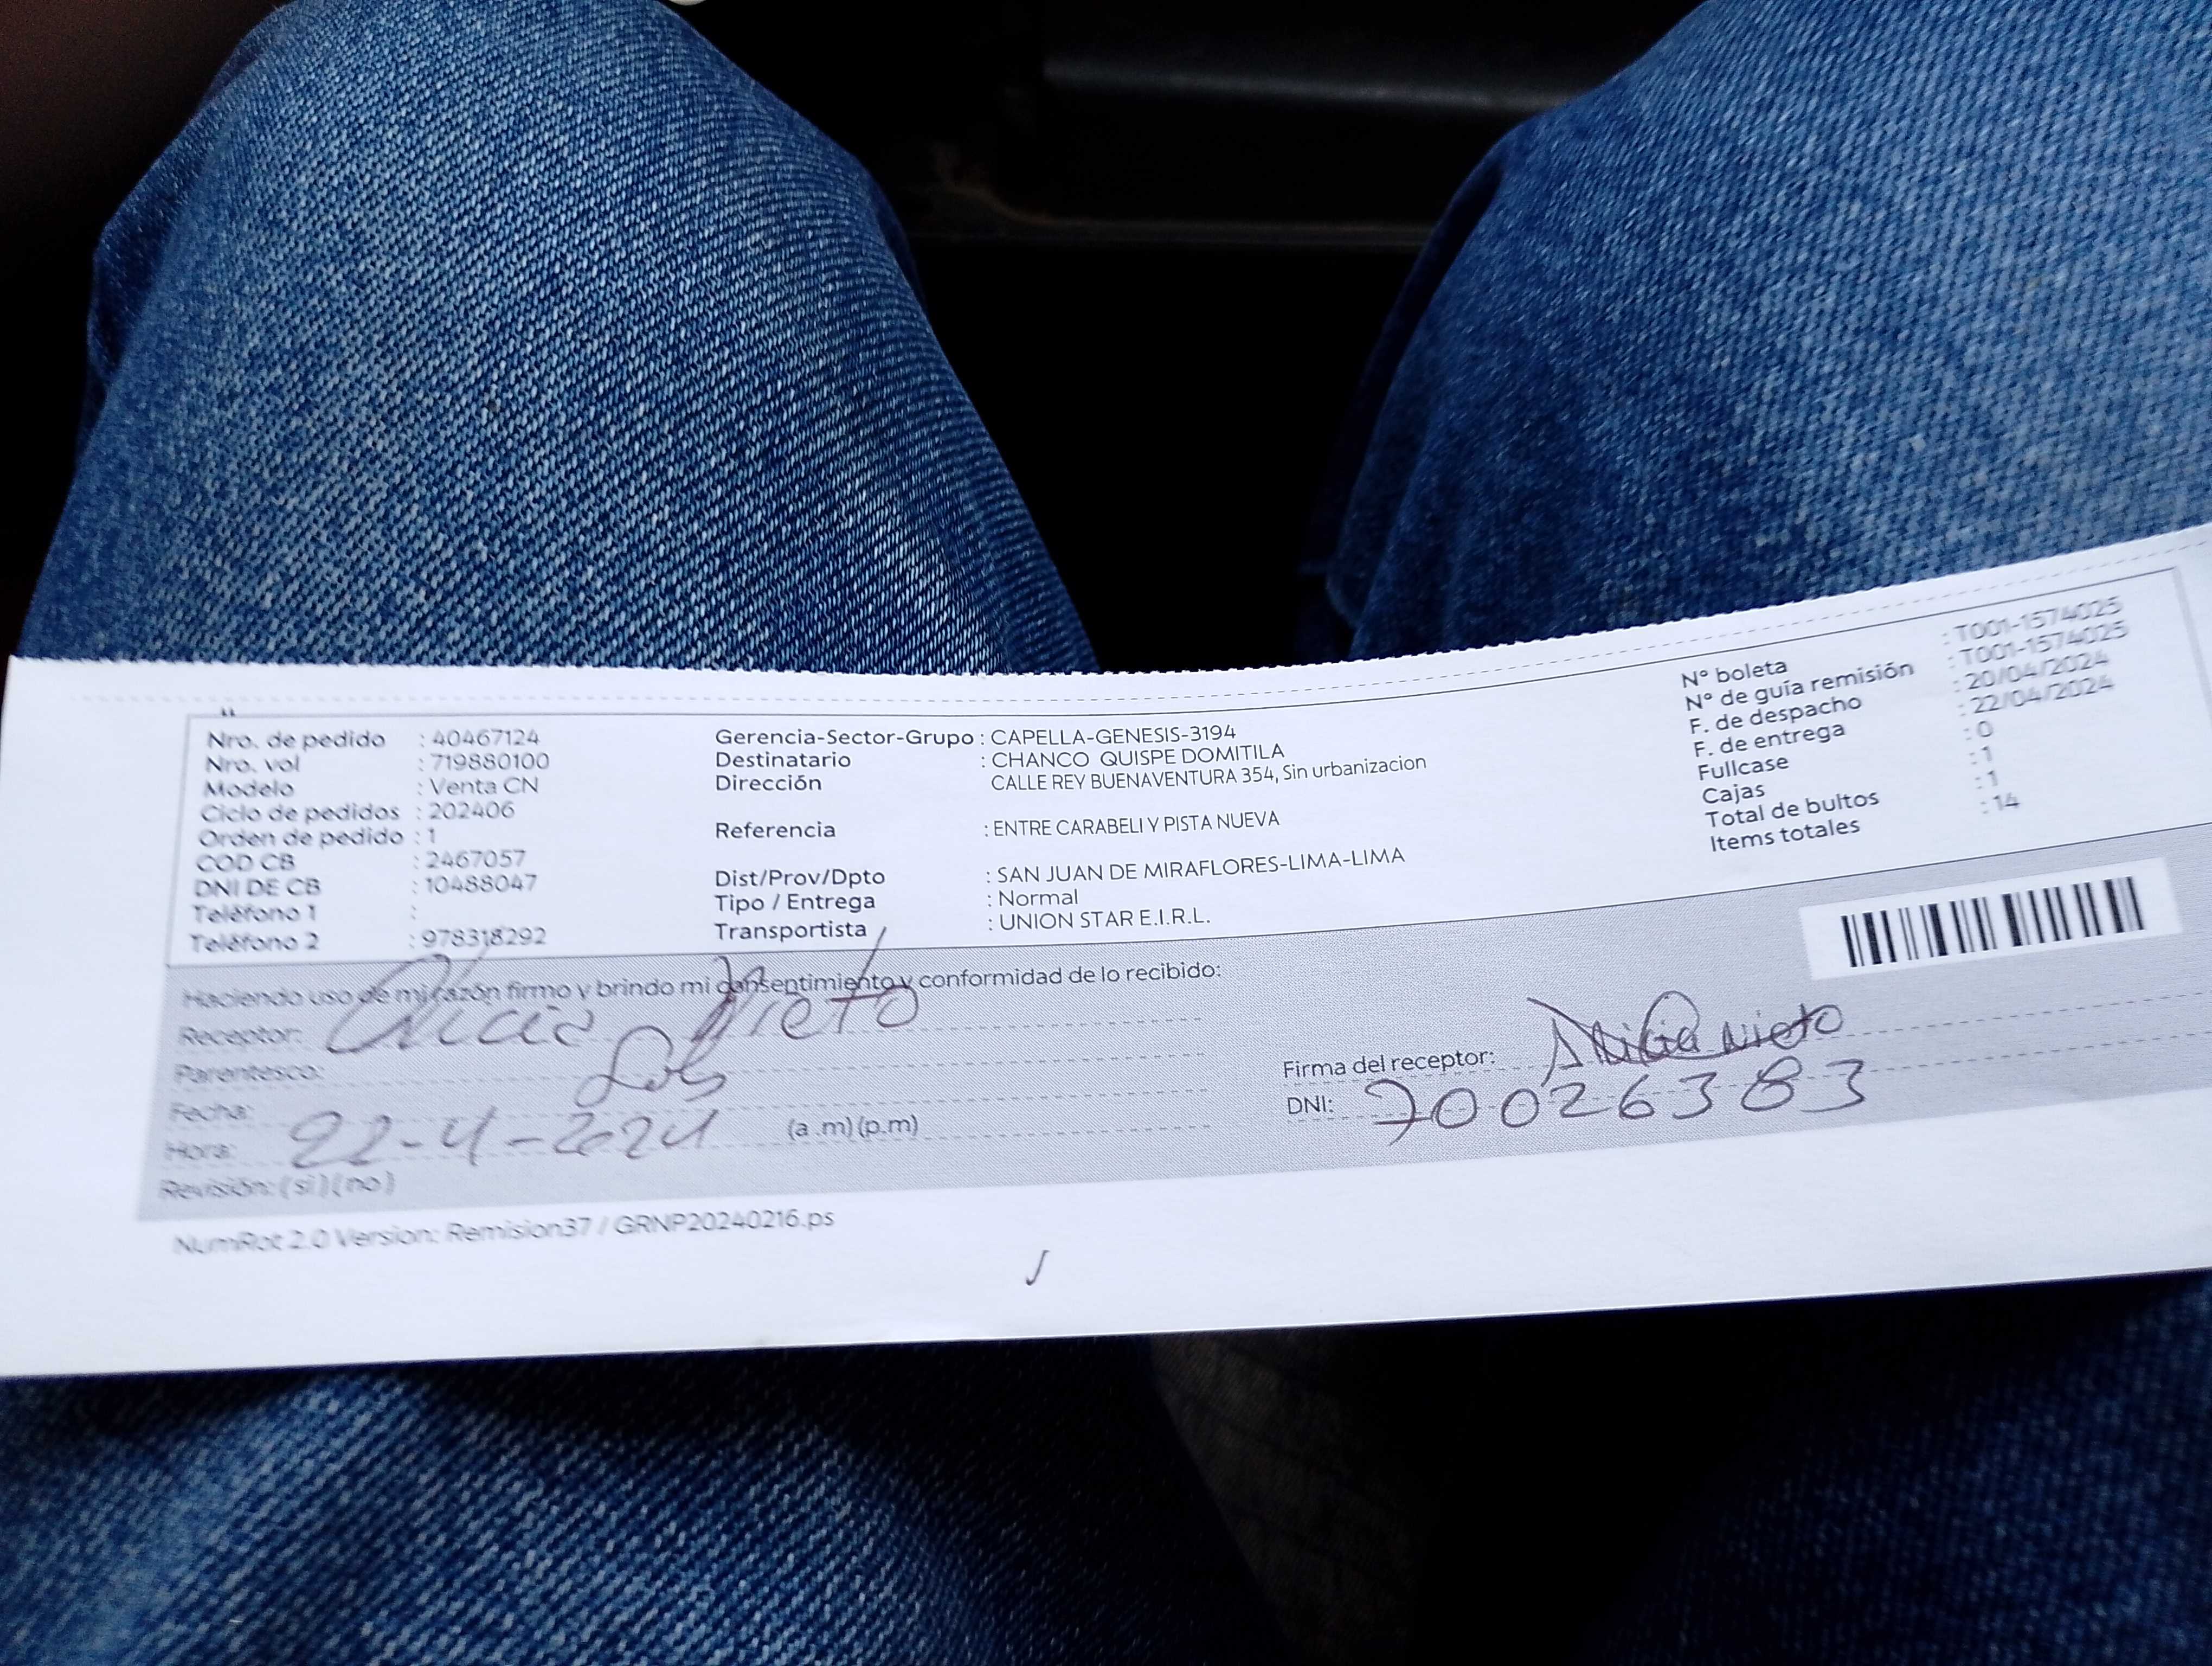 Nro. de pedido : 40467124
Nro. vol : 719880100
Modelo : Venta CN
Ciclo de pedidos : 202406
Orden de pedido : 1
COD CB : 2467057
DNI DE CB : 10488047
Teléfono 1 :
Teléfono 2 : 978318292
Gerencia-Sector-Grupo : CAPELLA-GENESIS-3194
Destinatario : CHANCO QUISPE DOMITILA
Dirección CALLE REY BUENAVENTURA 354, Sin urbanizacion
Referencia : ENTRE CARABELI Y PISTA NUEVA
Dist/Prov/Dpto : SAN JUAN DE MIRAFLORES-LIMA-LIMA
Tipo / Entrega : Normal
Transportista : UNION STAR E.I.R.L.
N° boleta : T001-1574025
N° de guía remisión : T001-1574025
F. de despacho : 20/04/2024
F. de entrega : 22/04/2024
Fullcase : 0
Cajas : 1
Total de bultos : 1
Items totales : 14
Haciendo uso de mi razón firmo y brindo mi consentimiento y conformidad de lo recibido:
Receptor: Alicia Nieto
Parentesco:
Fecha: 22-4-2024
Hora: (a .m) (p.m)
Revisión: (si) (no)
Firma del receptor: Alicia Nieto
DNI: 70026383
NumRot 2.0 Version: Remision37 / GRNP20240216.ps